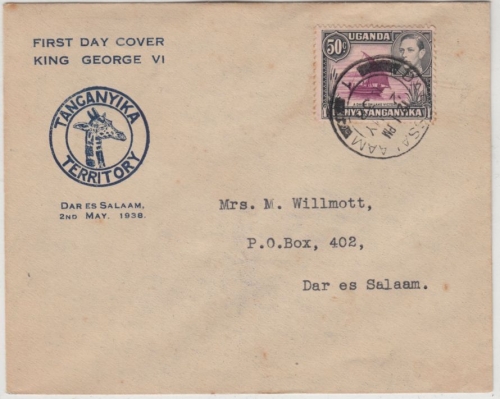 FIRST DAY COVER
KING GEORGE VI
TANGANYIKA
TERRITORY
DAR ES SALAAM,
2ND MAY. 1938.
UGANDA
50c
TANGANYIKA
SALAAM
Mrs. M. Willmott,
P.O.Box, 402,
Dar es Salaam.